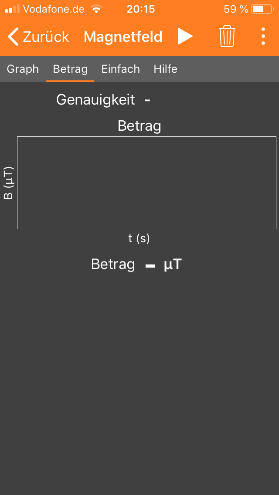 Vodafone.de 20:15 59 %
Zurück Magnetfeld
Graph Betrag Einfach Hilfe
Genauigkeit -
Betrag
B (µT)
t (s)
Betrag - µT